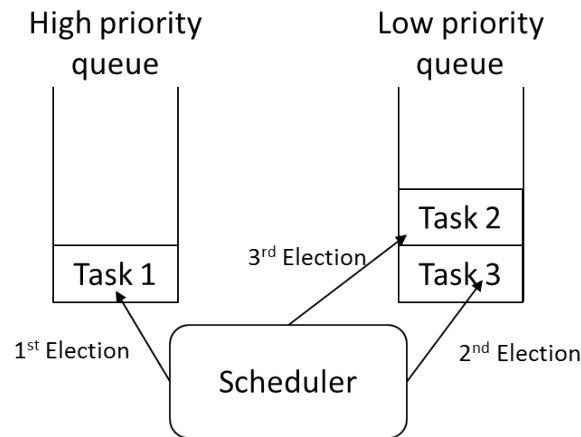 High priority
queue
Low priority
queue
Task 2
3rd Election
Task 1
Task 3
1st Election
2nd Election
Scheduler